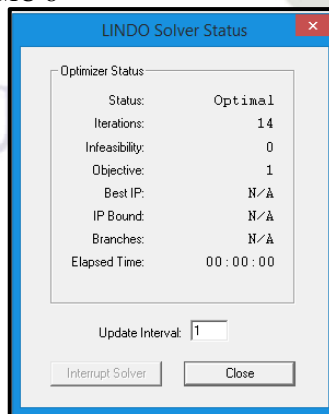 LINDO Solver Status
Optimizer Status
Status: Optimal
Iterations: 14
Infeasibility: 0
Objective: 1
Best IP: N/A
IP Bound: N/A
Branches: N/A
Elapsed Time: 00:00:00
Update Interval: 1
Interrupt Solver Close